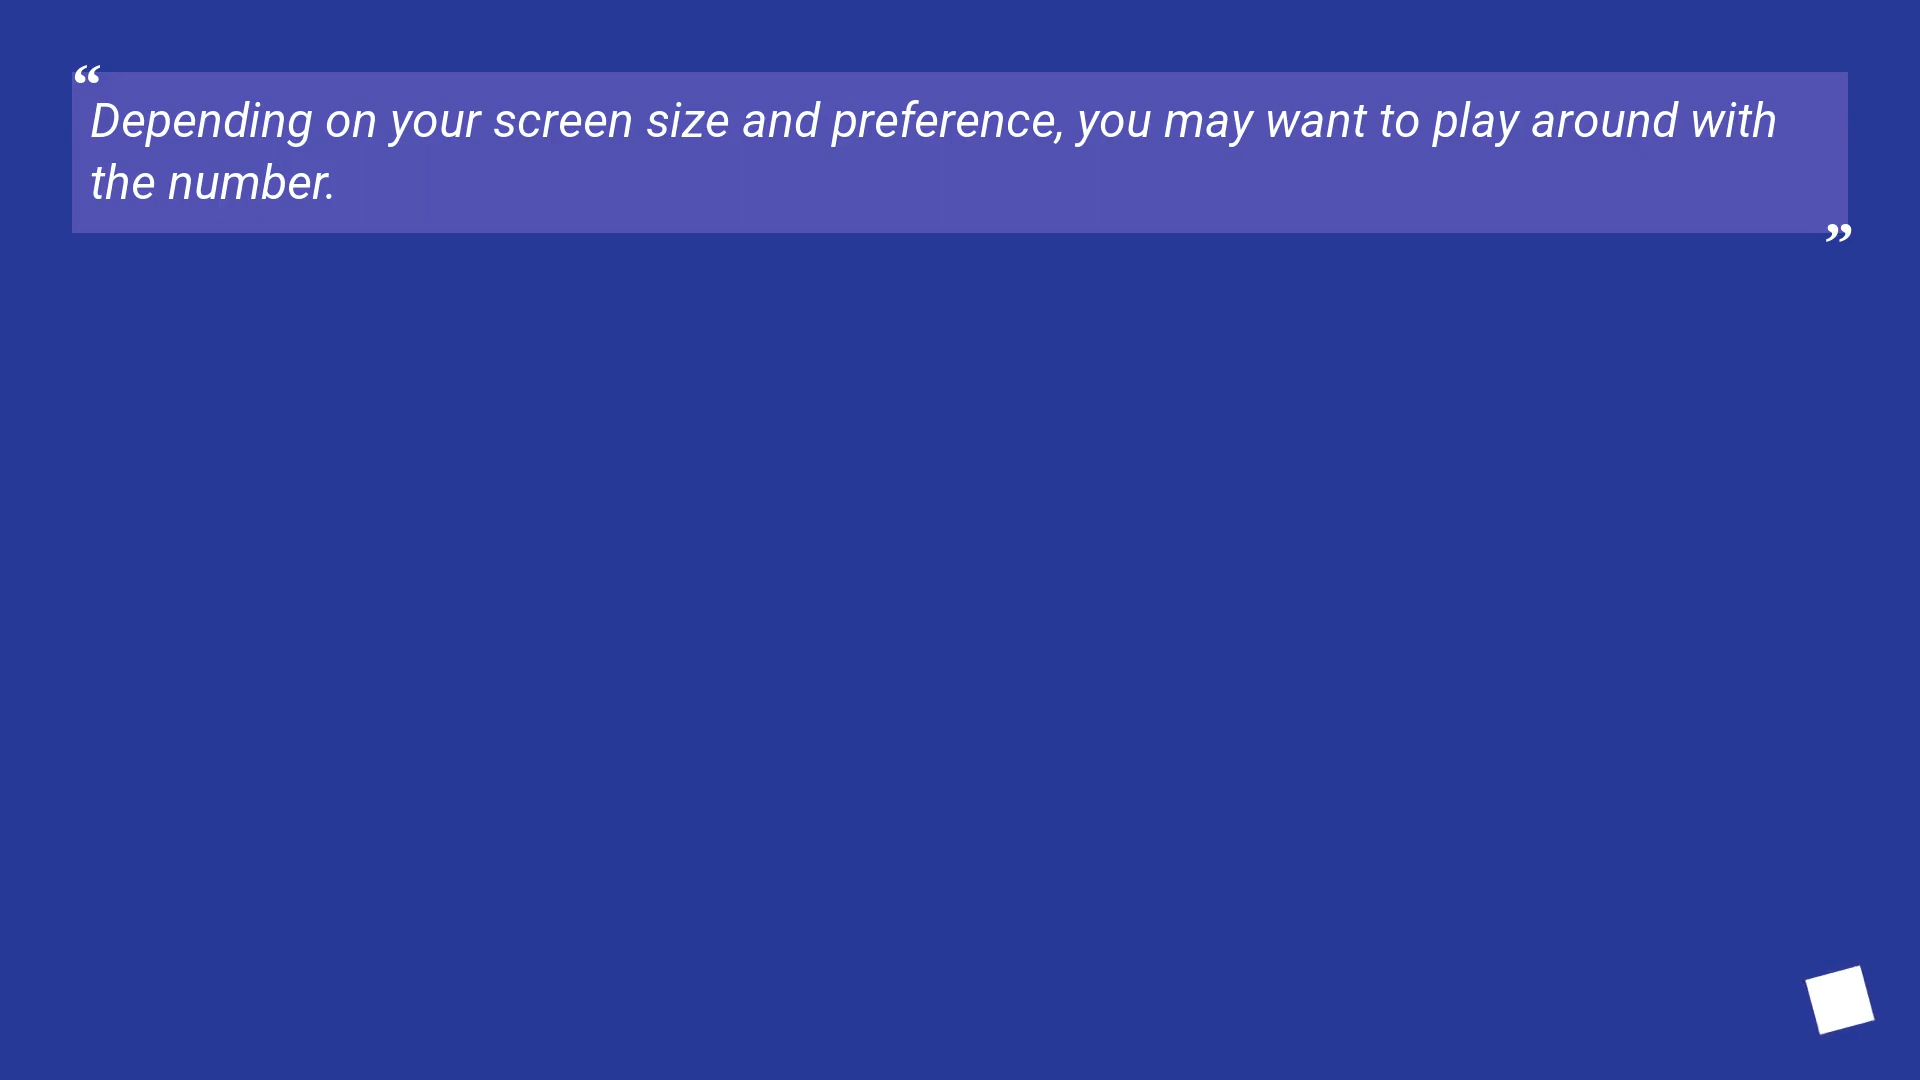 “
Depending on your screen size and preference, you may want to play around with
the number.
”